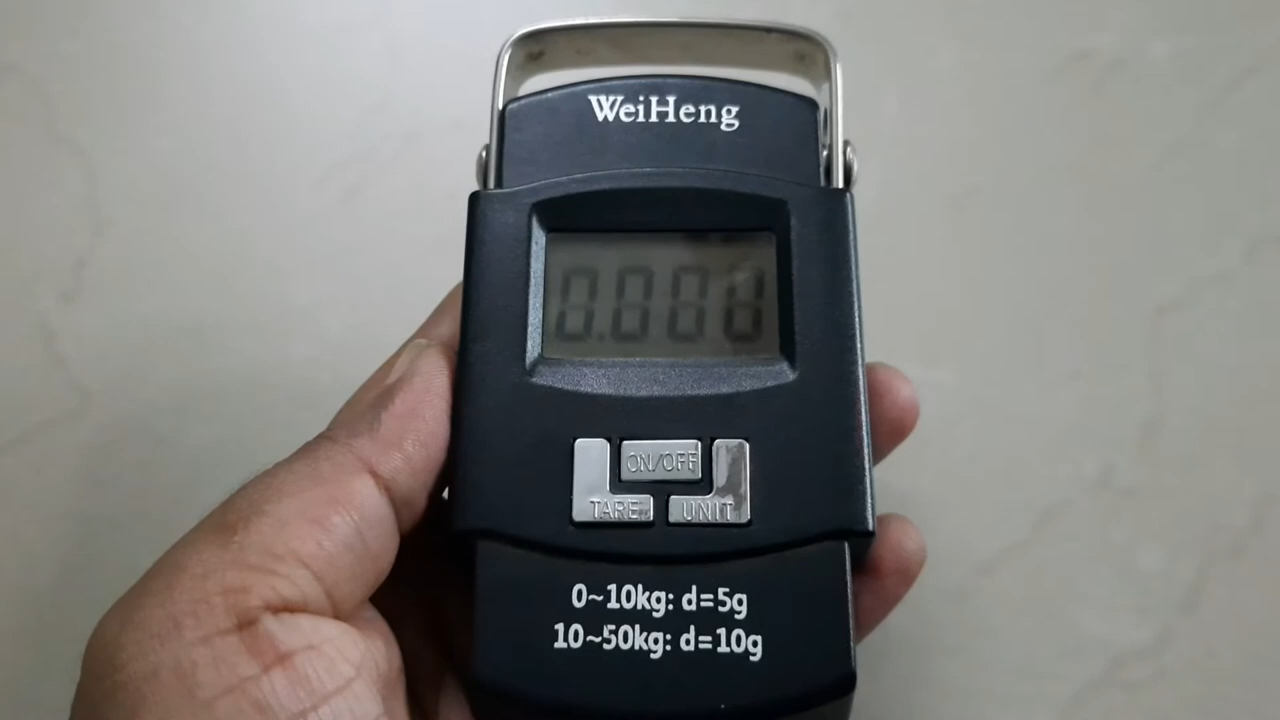 WeiHeng
0.000
ON/OFF
TARE
UNIT
0~10kg: d=5g
10~50kg: d=10g